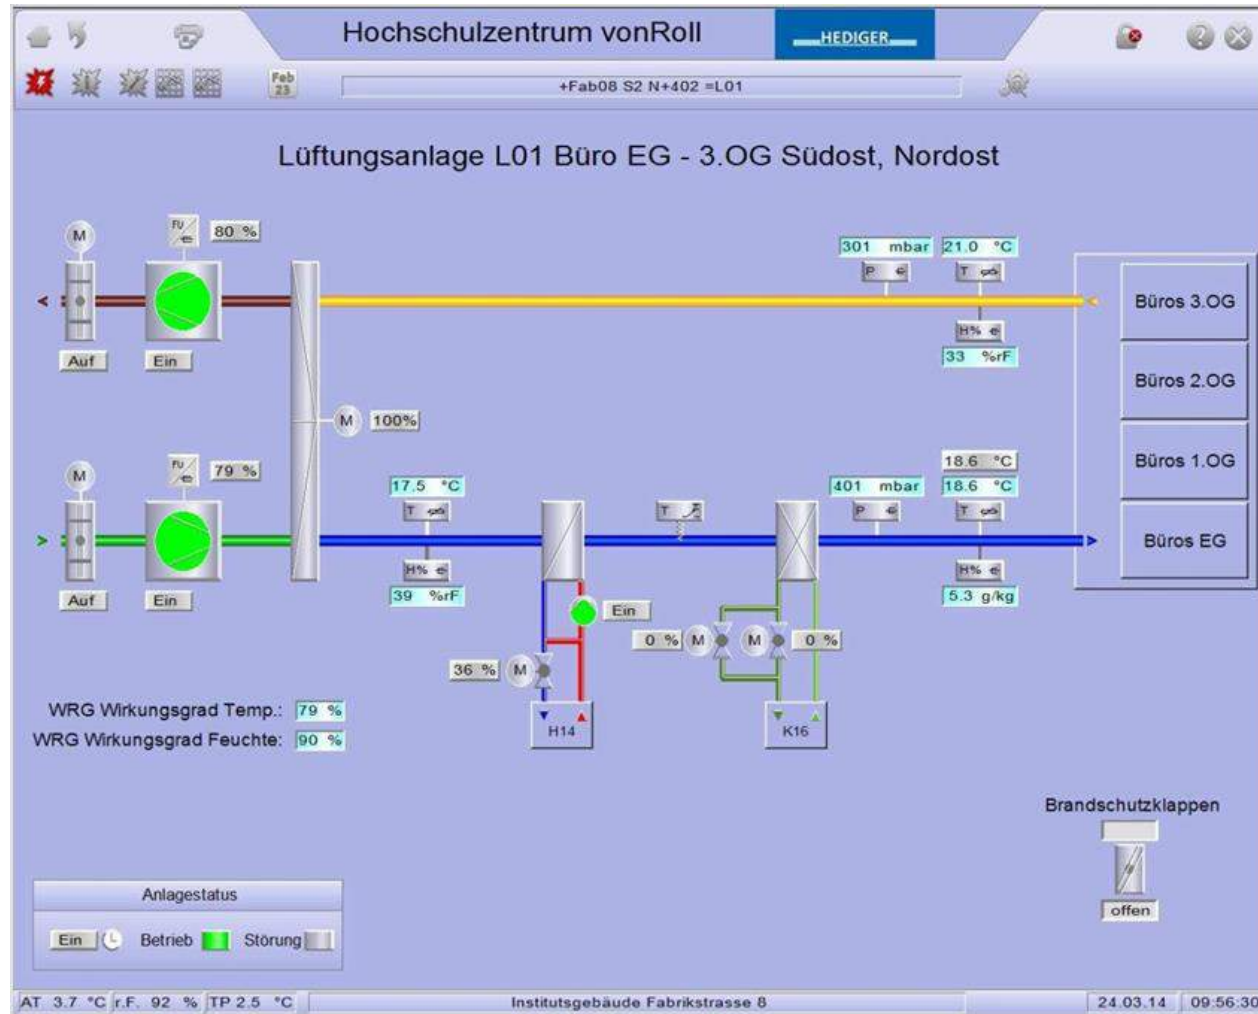 Hochschulzentrum vonRoll
HEDIGER
Feb
23
+Fab08 S2 N+402 =L01
Lüftungsanlage L01 Büro EG - 3.OG Südost, Nordost
M
FU
80 %
301 mbar
21.0 °C
P
T
Büros 3.OG
Auf
Ein
H%
33 %rF
Büros 2.OG
M
100%
M
FU
79 %
17.5 °C
T
T
401 mbar
P
18.6 °C
18.6 °C
T
Büros 1.OG
Büros EG
H%
39 %rF
H%
5.3 g/kg
Auf
Ein
Ein
0 %
M
M
0 %
36 %
M
H14
K16
WRG Wirkungsgrad Temp.: 79 %
WRG Wirkungsgrad Feuchte: 90 %
Brandschutzklappen
offen
Anlagestatus
Ein
Betrieb
Störung
AT 3.7 °C r.F. 92 % TP 2.5 °C
Institutsgebäude Fabrikstrasse 8
24.03.14
09:56:30